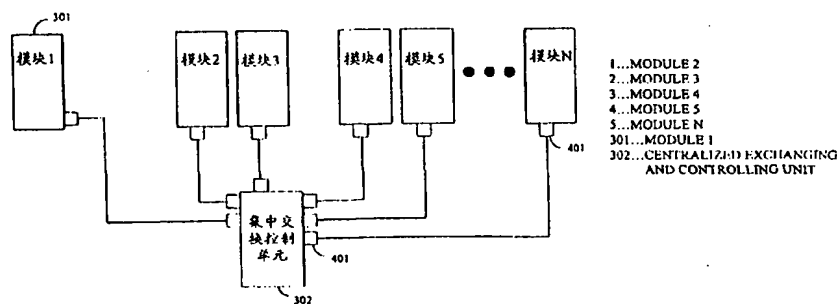 301
模块1
模块2
模块3
模块4
模块5
模块N
401
集中交
换控制
单元
401
302
1...MODULE 2
2...MODULE 3
3...MODULE 4
4...MODULE 5
5...MODULE N
301...MODULE 1
302...CENTRALIZED EXCHANGING
AND CONTROLLING UNIT